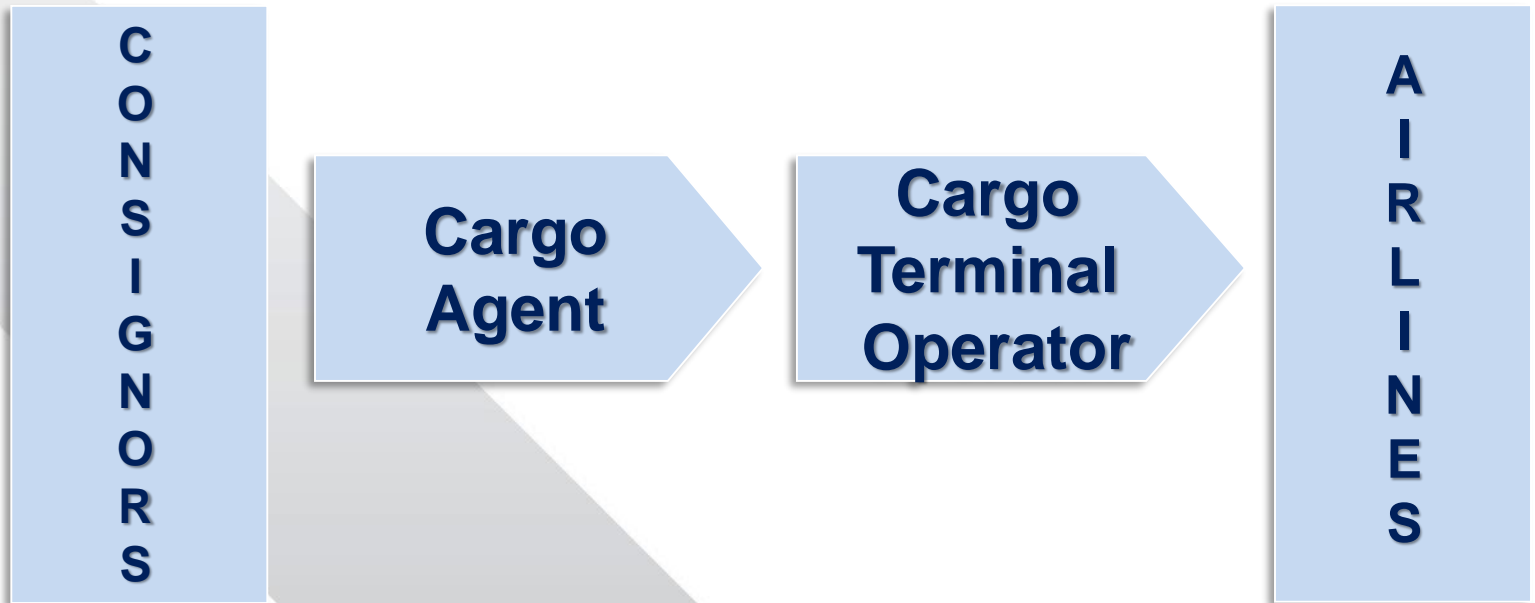 CONSIGNORS
Cargo
Agent
Cargo
Terminal
Operator
AIRLINES